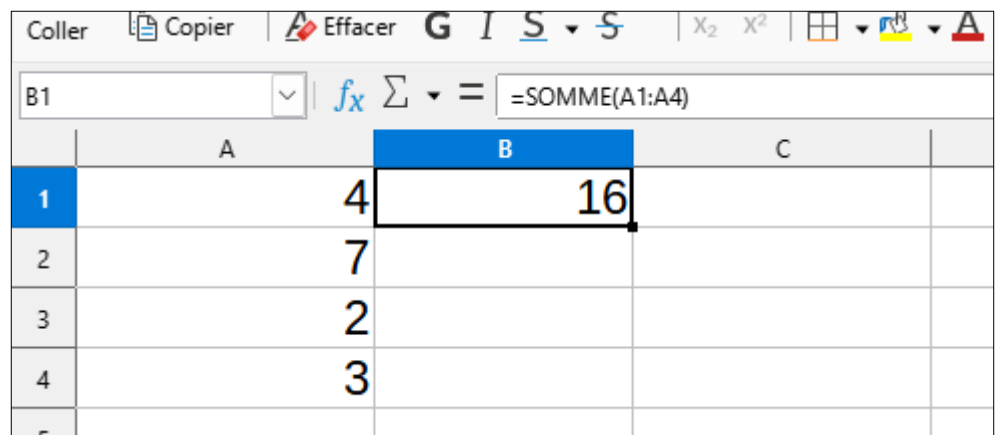 Coller Copier Effacer G I S S X₂ X² A
B1 fx Σ = =SOMME(A1:A4)
A B C
1 4 16
2 7
3 2
4 3